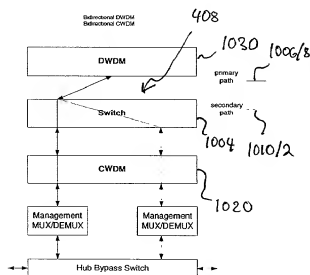 Bidirectional DWDM
Bidirectional CWDM
408
1030
DWDM
1006/8
primary
path
Switch
secondary
path
1004
1010/2
CWDM
1020
Management
MUX/DEMUX
Management
MUX/DEMUX
Hub Bypass Switch